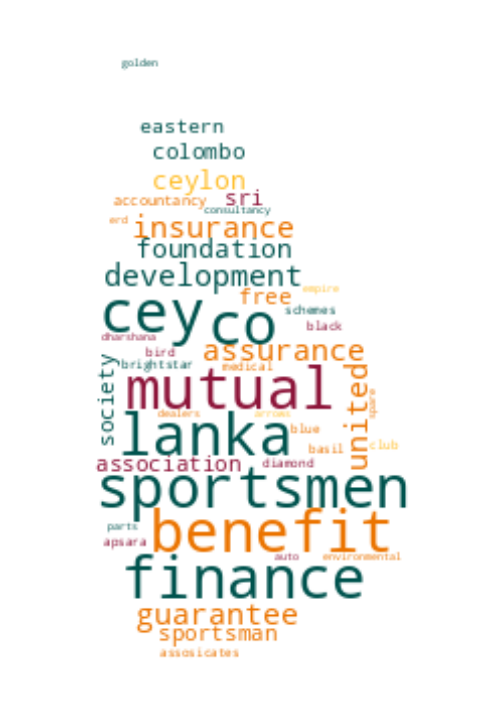 golden
eastern
colombo
ceylon
accountancy sri
consultancy
erd insurance
foundation
development
free empire
cey co schemes
black
dharshana
bird assurance
brightstar medical
society
mutual
united
spare
dealers arrows
lanka blue
basil club
association diamond
sportsmen
parts benefit
apsara
auto environmental
finance
guarantee
sportsman
assosicates